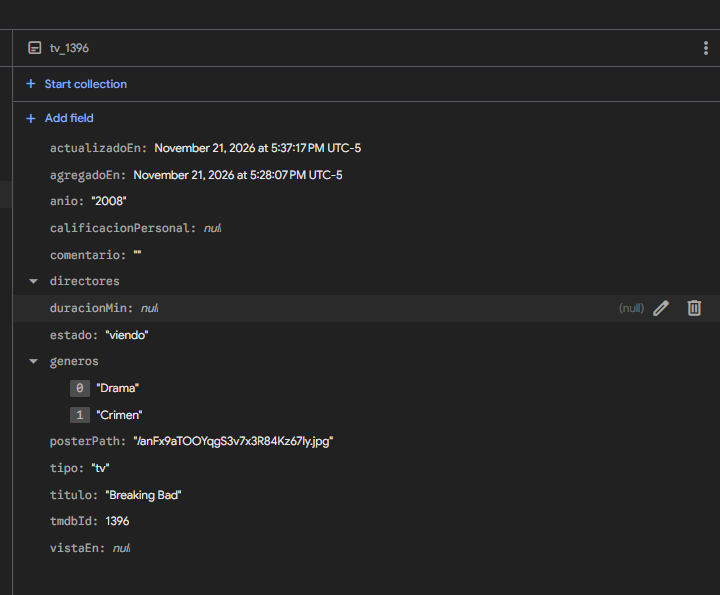 tv_1396
+ Start collection
+ Add field
actualizadoEn: November 21, 2026 at 5:37:17 PM UTC-5
agregadoEn: November 21, 2026 at 5:28:07 PM UTC-5
anio: "2008"
calificacionPersonal: null
comentario: ""
directores
duracionMin: null (null)
estado: "viendo"
generos
0 "Drama"
1 "Crimen"
posterPath: "/anFx9aTOOYqgS3v7x3R84Kz67ly.jpg"
tipo: "tv"
titulo: "Breaking Bad"
tmdbId: 1396
vistaEn: null